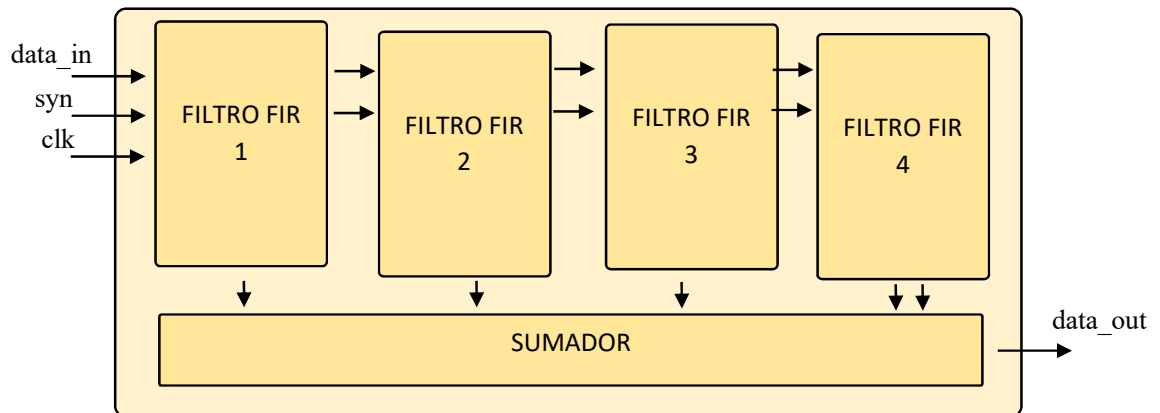 data_in
syn
clk
FILTRO FIR
1
FILTRO FIR
2
FILTRO FIR
3
FILTRO FIR
4
SUMADOR
data_out